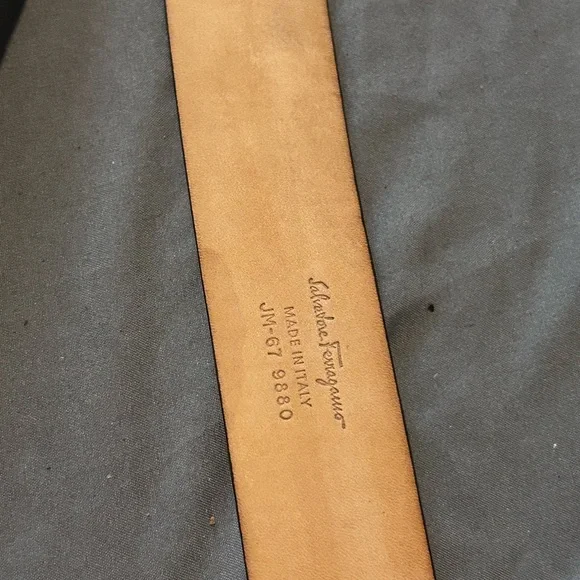 Salvatore Ferragamo
MADE IN ITALY
JM-67 9880